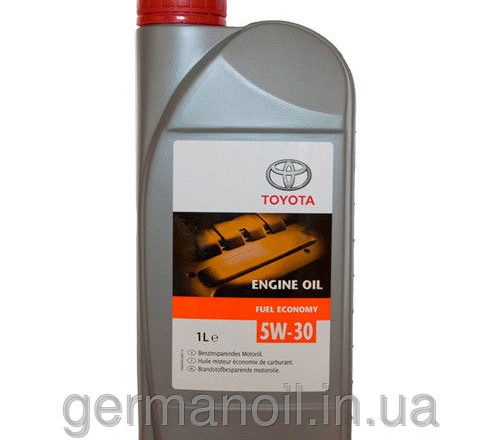 TOYOTA
ENGINE OIL
FUEL ECONOMY
5W-30
1L e
Benzinsparendes Motoröl.
Huile moteur économie de carburant.
Brandstofbesparende motorolie.
germanoil.in.ua